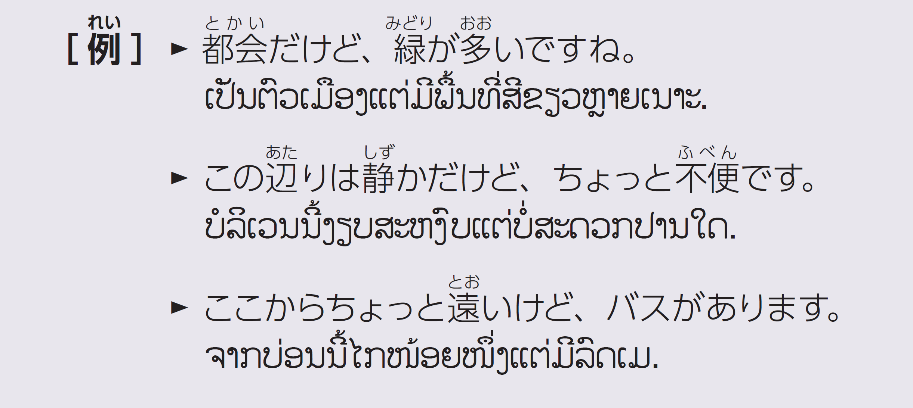 れい とかい みどり おお
[例] ► 都会だけど、緑が多いですね。
ເປັນຕົວເມືອງແຕ່ມີພື້ນທີ່ສີຂຽວຫຼາຍເນາະ.
あた しず ふべん
► この辺りは静かだけど、ちょっと不便です。
ບໍລິເວນນີ້ງຽບສະຫງົບແຕ່ບໍ່ສະດວກປານໃດ.
とお
► ここからちょっと遠いけど、バスがあります。
ຈາກບ່ອນນີ້ໄກໜ້ອຍໜຶ່ງແຕ່ມີລົດເມ.